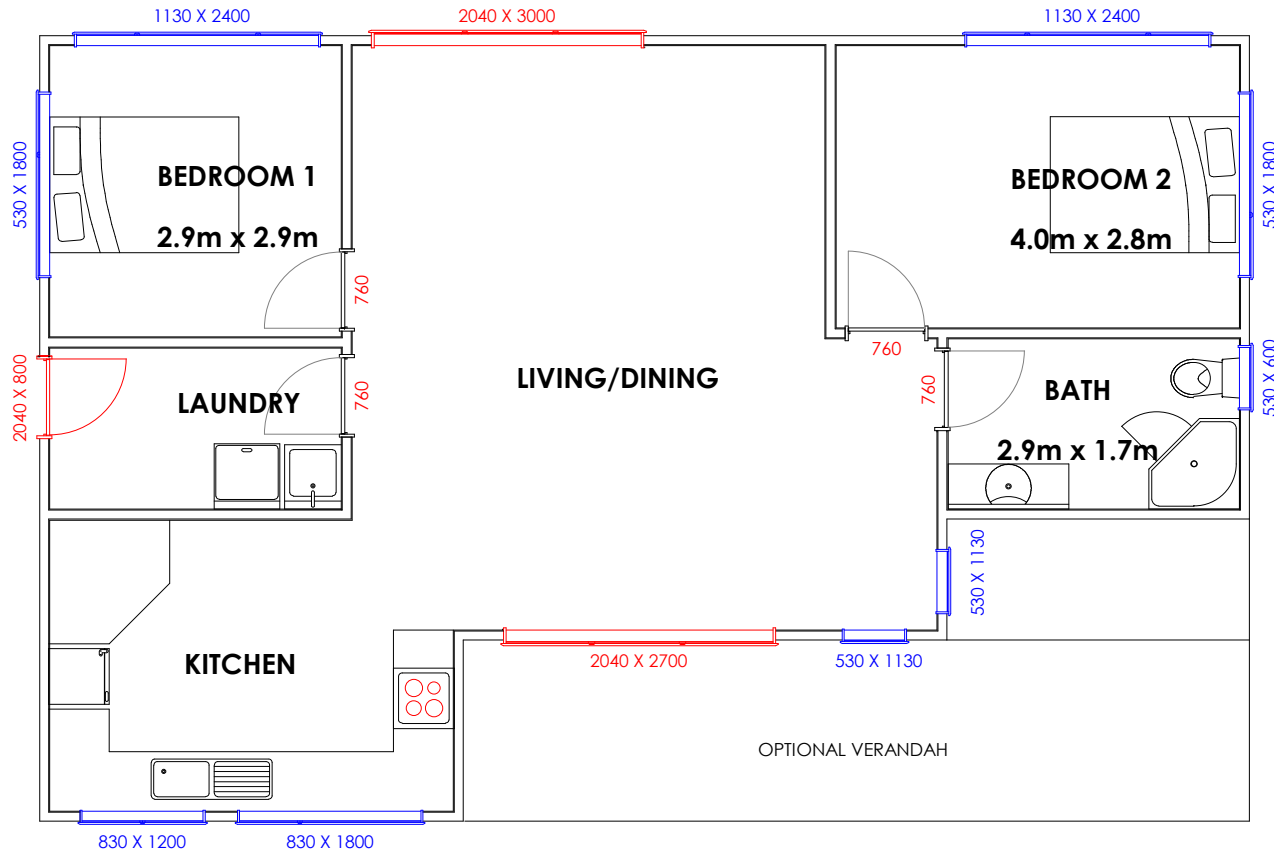 1130 X 2400
2040 X 3000
1130 X 2400
530 X 1800
BEDROOM 1
2.9m x 2.9m
760
BEDROOM 2
4.0m x 2.8m
530 X 1800
2040 X 800
LAUNDRY
760
LIVING/DINING
760
760
BATH
2.9m x 1.7m
530 X 600
530 X 1130
KITCHEN
2040 X 2700
530 X 1130
OPTIONAL VERANDAH
830 X 1200
830 X 1800